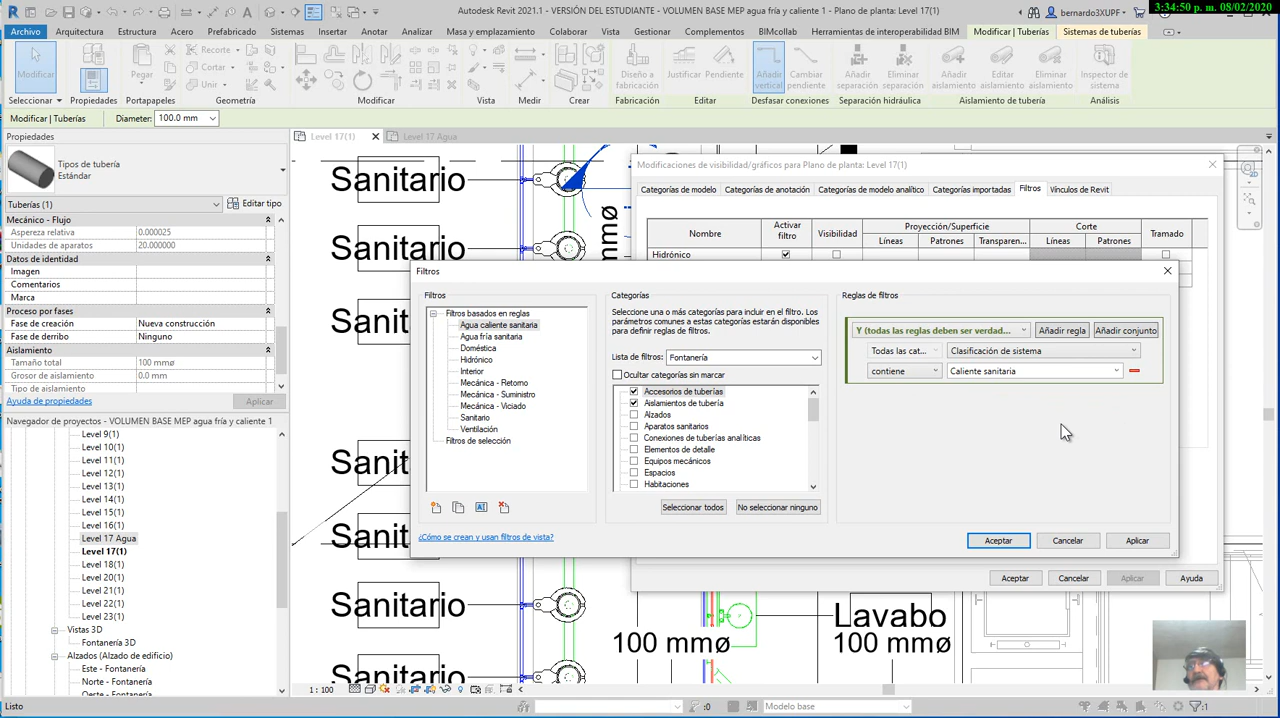 Autodesk Revit 2021.1 - VERSIÓN DEL ESTUDIANTE - VOLUMEN BASE MEP agua fría y caliente 1 - Plano de planta: Level 17(1)
bernardo3XUPF
3:34:50 p. m. 08/02/2020
Archivo Arquitectura Estructura Acero Prefabricado Sistemas Insertar Anotar Analizar Masa y emplazamiento Colaborar Vista Gestionar Complementos BIMcollab Herramientas de interoperabilidad BIM Modificar | Tuberías Sistemas de tuberías
Modificar Propiedades Pegar Recorte Cortar Unir
Diseño a fabricación Justificar Pendiente Añadir vertical Cambiar pendiente Añadir separación Eliminar separación Añadir aislamiento Editar aislamiento Eliminar aislamiento Inspector de sistema
Seleccionar Propiedades Portapapeles Geometría Modificar Vista Medir Crear Fabricación Editar Desfasar conexiones Separación hidráulica Aislamiento de tubería Análisis
Modificar | Tuberías Diameter: 100.0 mm
Propiedades
Tipos de tubería
Estándar
Tuberías (1) Editar tipo
Mecánico - Flujo
Aspereza relativa 0.000025
Unidades de aparatos 20.000000
Datos de identidad
Imagen
Comentarios
Marca
Proceso por fases
Fase de creación Nueva construcción
Fase de derribo Ninguno
Aislamiento
Tamaño total 100 mmø
Grosor de aislamiento 0.0 mm
Tipo de aislamiento
Ayuda de propiedades Aplicar
Navegador de proyectos - VOLUMEN BASE MEP agua fría y caliente 1
Level 9(1)
Level 10(1)
Level 11(1)
Level 12(1)
Level 13(1)
Level 14(1)
Level 15(1)
Level 16(1)
Level 17 Agua
Level 17(1)
Level 18(1)
Level 20(1)
Level 21(1)
Level 22(1)
Level 23(1)
Vistas 3D
Fontanería 3D
Alzados (Alzado de edificio)
Este - Fontanería
Norte - Fontanería
Oeste - Fontanería
Level 17(1) Level 17 Agua
Sanitario
Sanitario
Sanit
Sani
Sanit
Sanitario
Sanitario
mmø
100 mmø
Lavabo
100 mmø
Modificaciones de visibilidad/gráficos para Plano de planta: Level 17(1)
Categorías de modelo Categorías de anotación Categorías de modelo analítico Categorías importadas Filtros Vínculos de Revit
Nombre Activar filtro Visibilidad Proyección/Superficie Corte Tramado
Líneas Patrones Transparen... Líneas Patrones
Hidrónico
Filtros
Filtros
Filtros basados en reglas
Agua caliente sanitaria
Agua fría sanitaria
Doméstica
Hidrónico
Interior
Mecánica - Retorno
Mecánica - Suministro
Mecánica - Viciado
Sanitario
Ventilación
Filtros de selección
¿Cómo se crean y usan filtros de vista?
Categorías
Seleccione una o más categorías para incluir en el filtro. Los
parámetros comunes a estas categorías estarán disponibles
para definir reglas de filtros.
Lista de filtros: Fontanería
Ocultar categorías sin marcar
Accesorios de tuberías
Aislamientos de tubería
Alzados
Aparatos sanitarios
Conexiones de tuberías analíticas
Elementos de detalle
Equipos mecánicos
Espacios
Habitaciones
Seleccionar todos No seleccionar ninguno
Reglas de filtros
Y (todas las reglas deben ser verdad... Añadir regla Añadir conjunto
Todas las cat... Clasificación de sistema
contiene Caliente sanitaria
Aceptar Cancelar Aplicar
Aceptar Cancelar Aplicar Ayuda
1 : 100
Listo :0 Modelo base :1